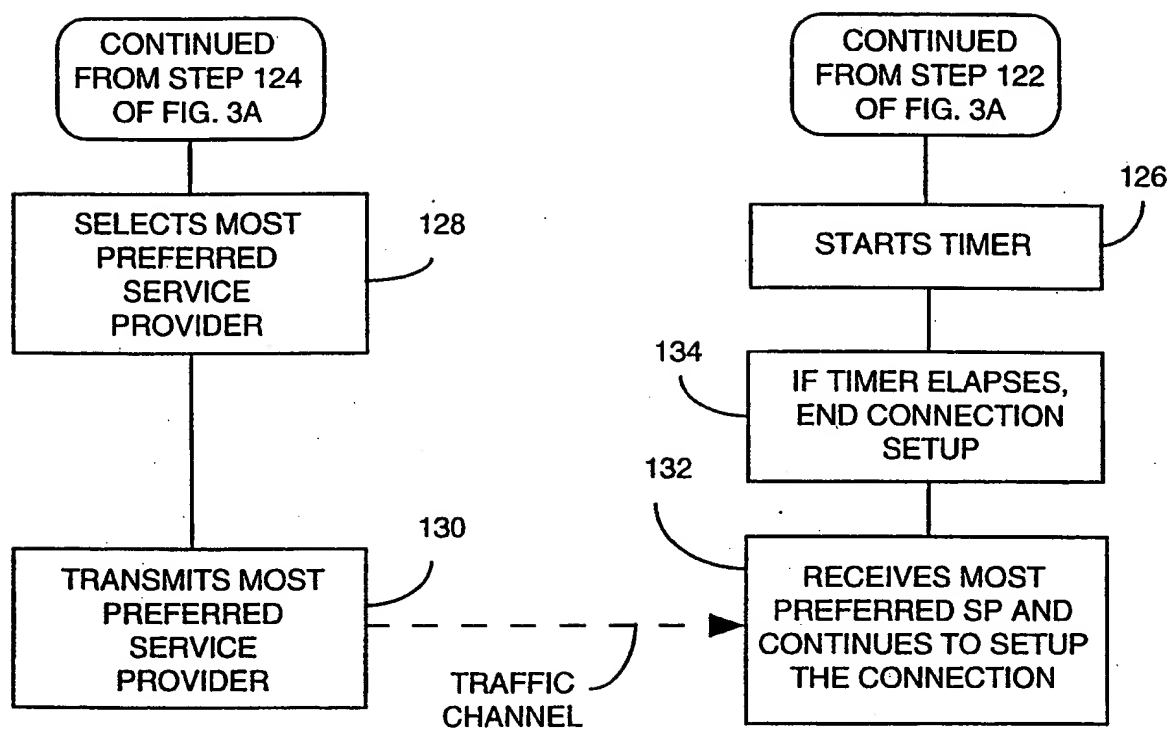 CONTINUED
FROM STEP 124
OF FIG. 3A
SELECTS MOST
PREFERRED
SERVICE
PROVIDER
128
TRANSMITS MOST
PREFERRED
SERVICE
PROVIDER
130
TRAFFIC
CHANNEL
CONTINUED
FROM STEP 122
OF FIG. 3A
126
STARTS TIMER
134
IF TIMER ELAPSES,
END CONNECTION
SETUP
132
RECEIVES MOST
PREFERRED SP AND
CONTINUES TO SETUP
THE CONNECTION